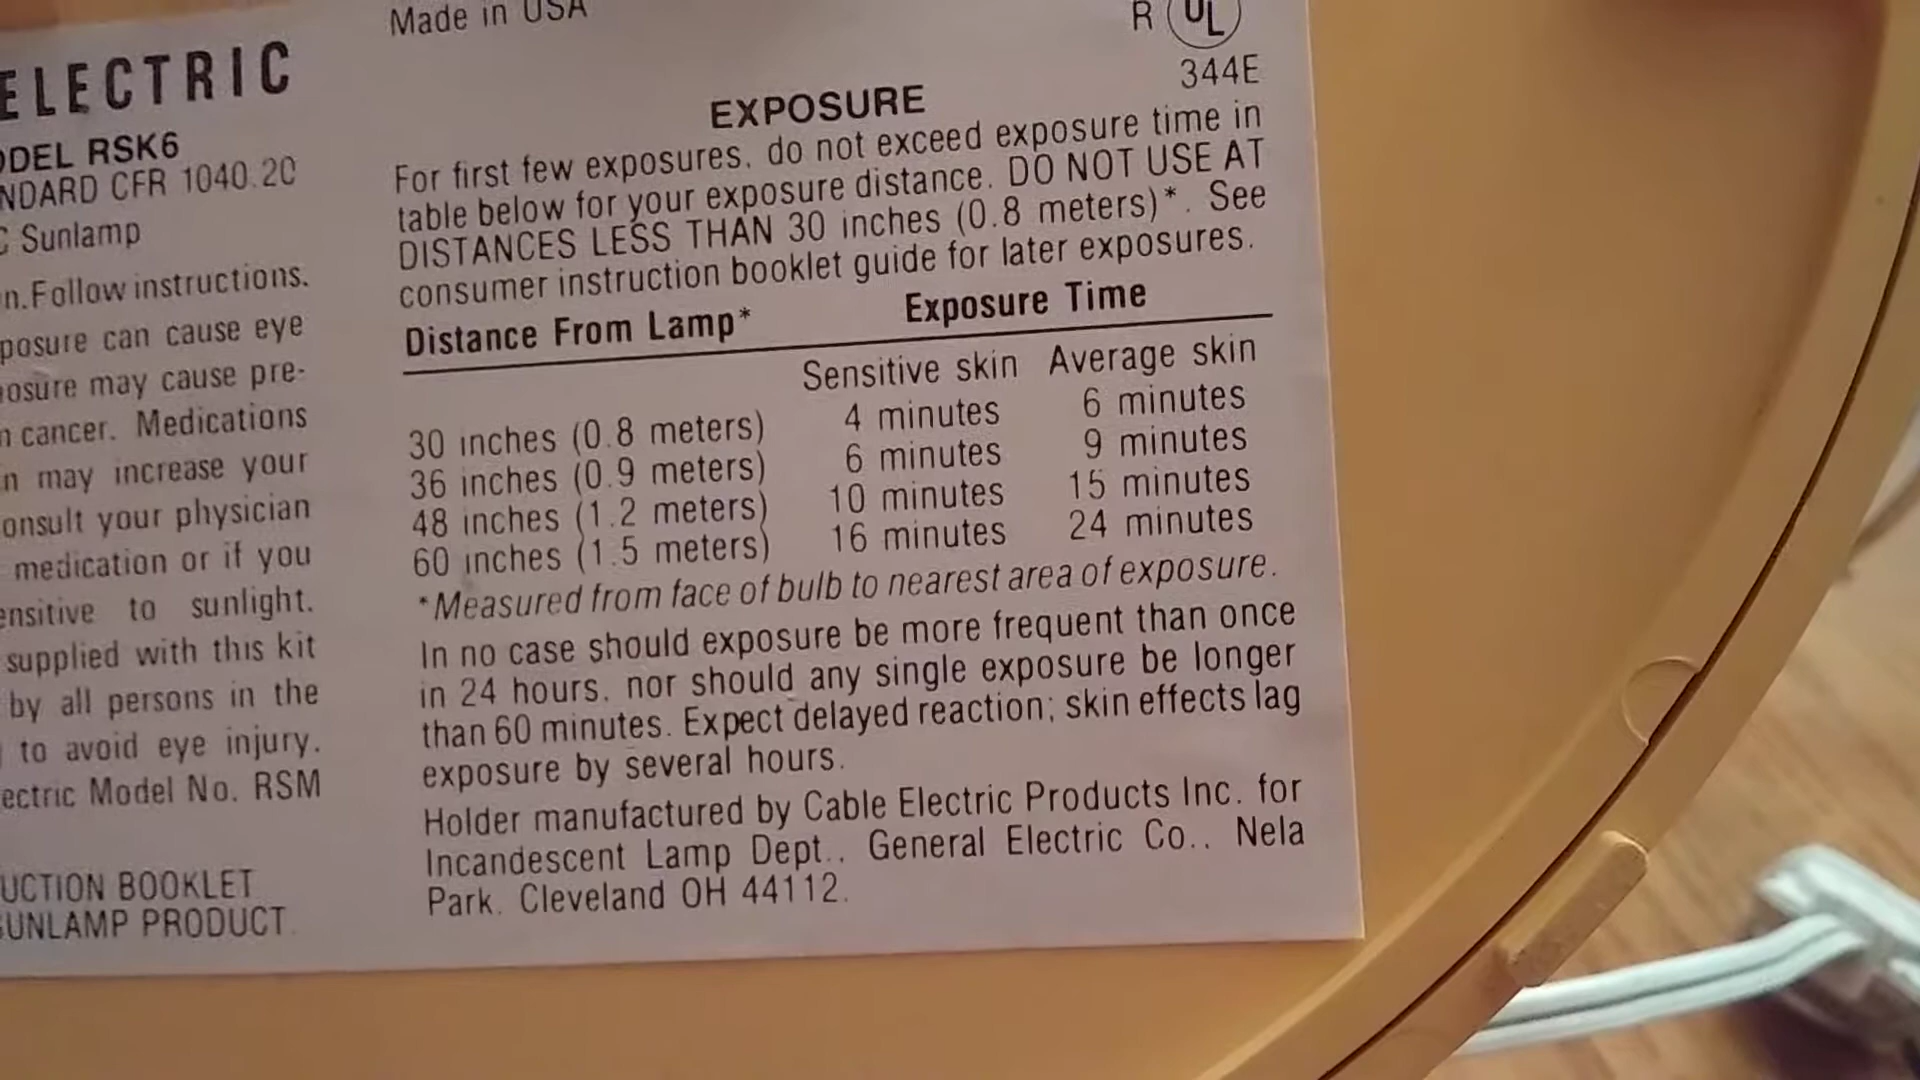 ELECTRIC
MODEL RSK6
CFR 1040.20
Sunlamp
Follow instructions.
can cause eye
may cause pre-
cancer. Medications
may increase your
consult your physician
medication or if you
to sunlight.
supplied with this kit
by all persons in the
to avoid eye injury.
Model No. RSM
BOOKLET
SUNLAMP PRODUCT
Made in USA
R UL
344E
EXPOSURE
For first few exposures, do not exceed exposure time in
table below for your exposure distance. DO NOT USE AT
DISTANCES LESS THAN 30 inches (0.8 meters)*. See
consumer instruction booklet guide for later exposures.
Distance From Lamp* Exposure Time
Sensitive skin Average skin
30 inches (0.8 meters) 4 minutes 6 minutes
36 inches (0.9 meters) 6 minutes 9 minutes
48 inches (1.2 meters) 10 minutes 15 minutes
60 inches (1.5 meters) 16 minutes 24 minutes
*Measured from face of bulb to nearest area of exposure.
In no case should exposure be more frequent than once
in 24 hours, nor should any single exposure be longer
than 60 minutes. Expect delayed reaction; skin effects lag
exposure by several hours.
Holder manufactured by Cable Electric Products Inc. for
Incandescent Lamp Dept., General Electric Co., Nela
Park, Cleveland OH 44112.